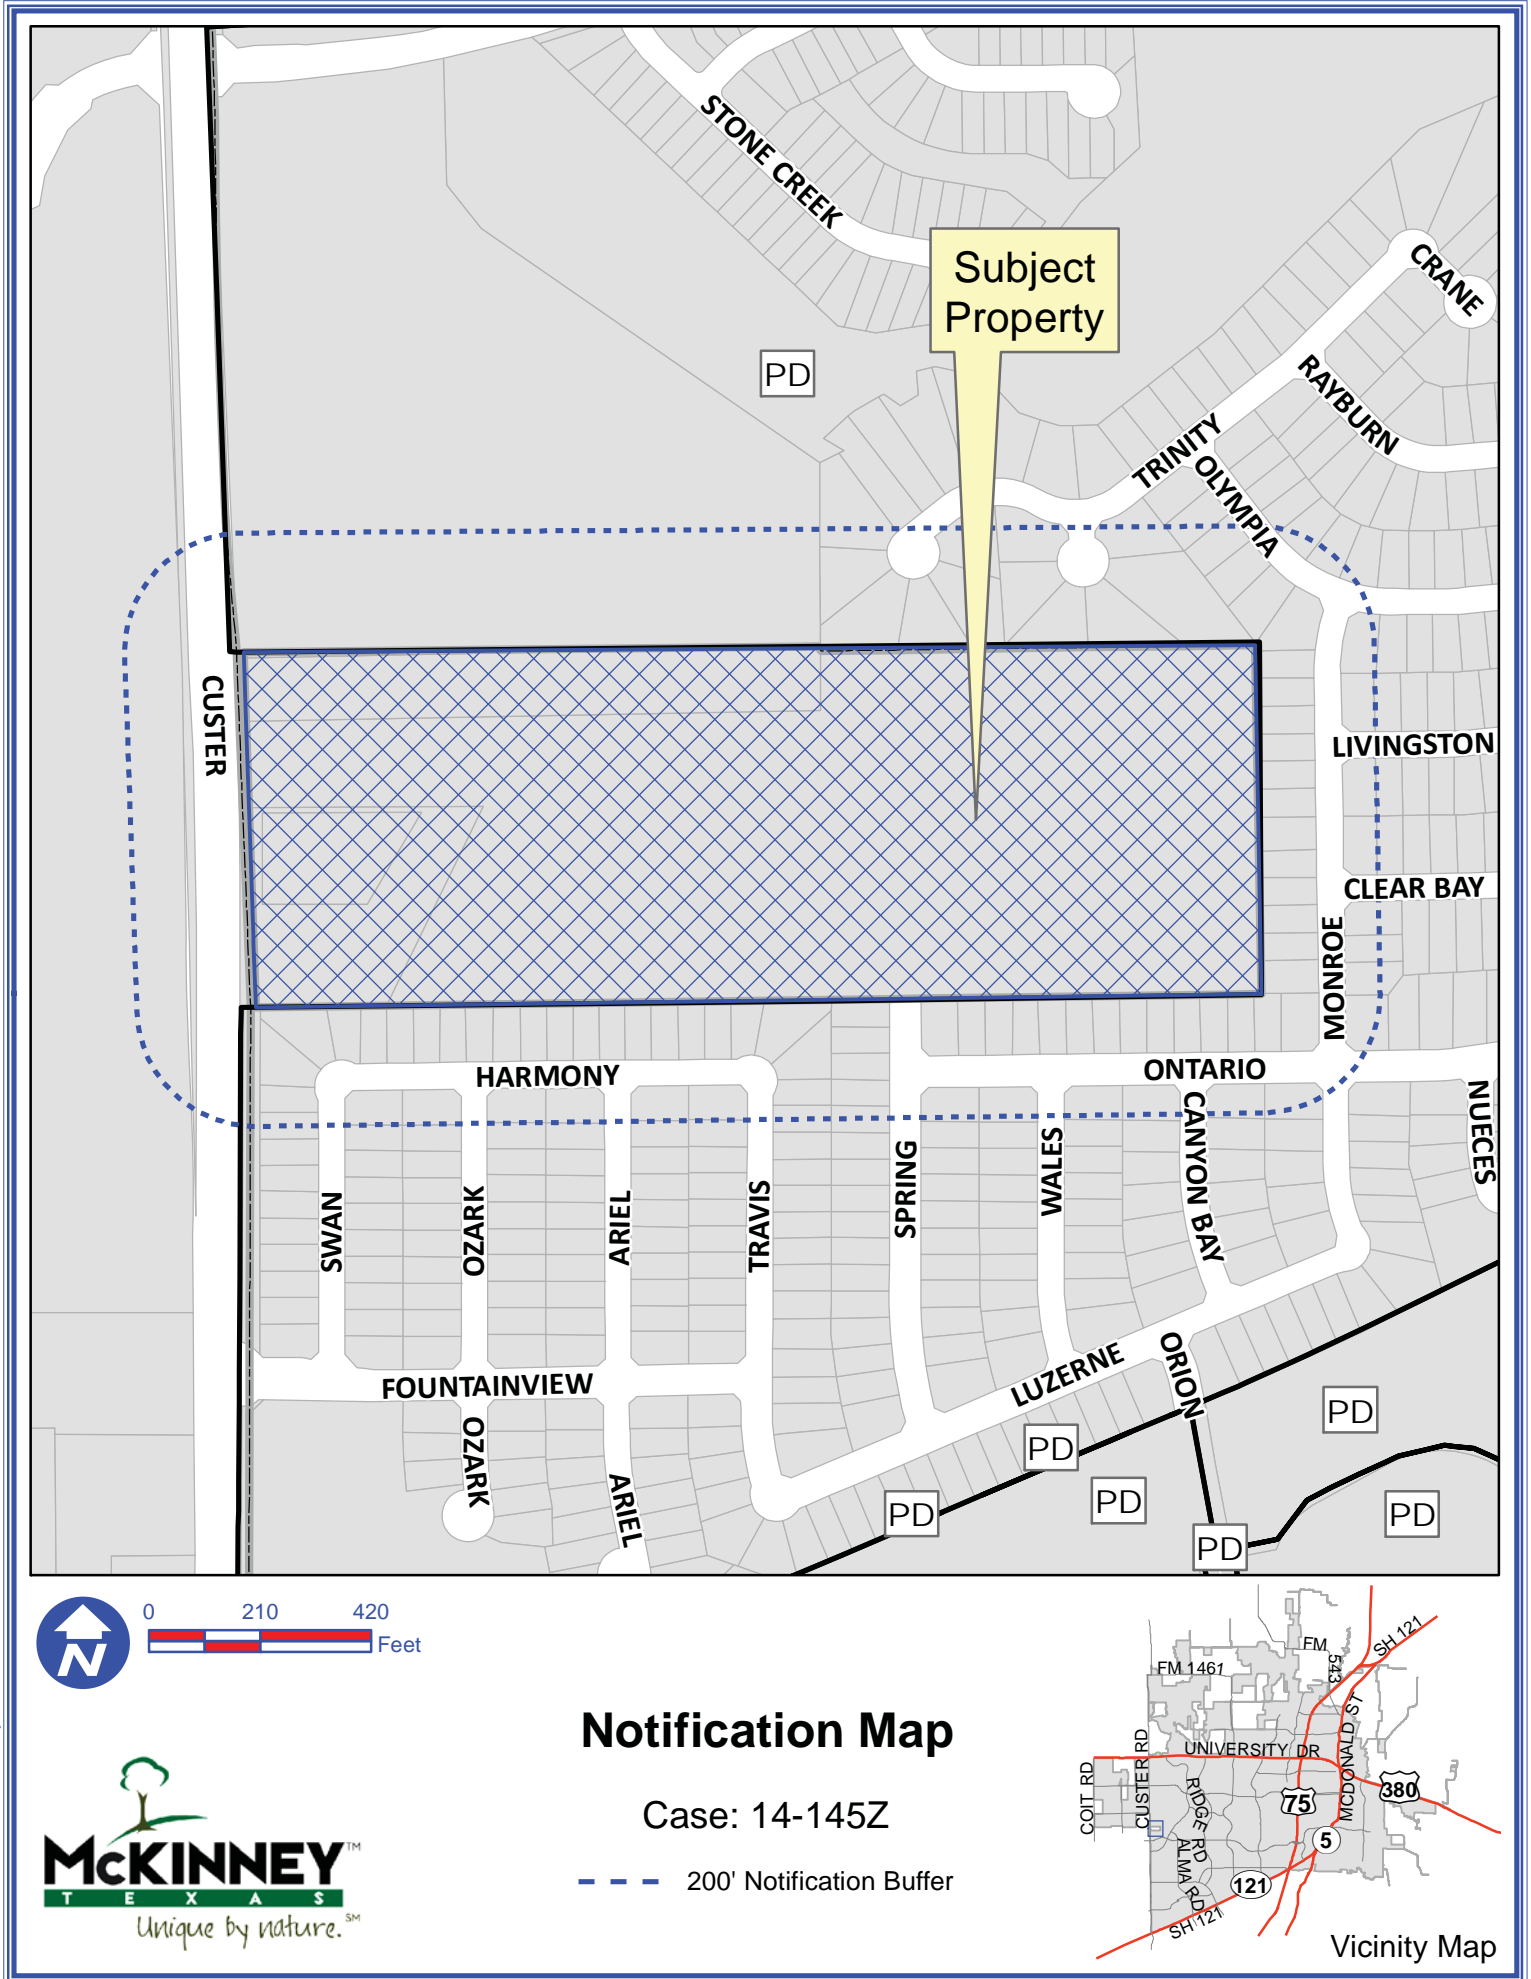 STONE CREEK
Subject
Property
CRANE
PD
RAYBURN
TRINITY
OLYMPIA
CUSTER
LIVINGSTON
CLEAR BAY
MONROE
HARMONY
ONTARIO
NUECES
CANYON BAY
SWAN
OZARK
ARIEL
TRAVIS
SPRING
WALES
FOUNTAINVIEW
LUZERNE
ORION
OZARK
ARIEL
PD
PD
PD
PD
PD
PD
N
0 210 420
Feet
Notification Map
Case: 14-145Z
200' Notification Buffer
McKINNEY™
TEXAS
Unique by nature.℠
FM 1461
FM 543
SH 121
UNIVERSITY DR
MCDONALD ST
COIT RD
CUSTER RD
RIDGE RD
ALMA RD
75
380
5
121
SH 121
Vicinity Map